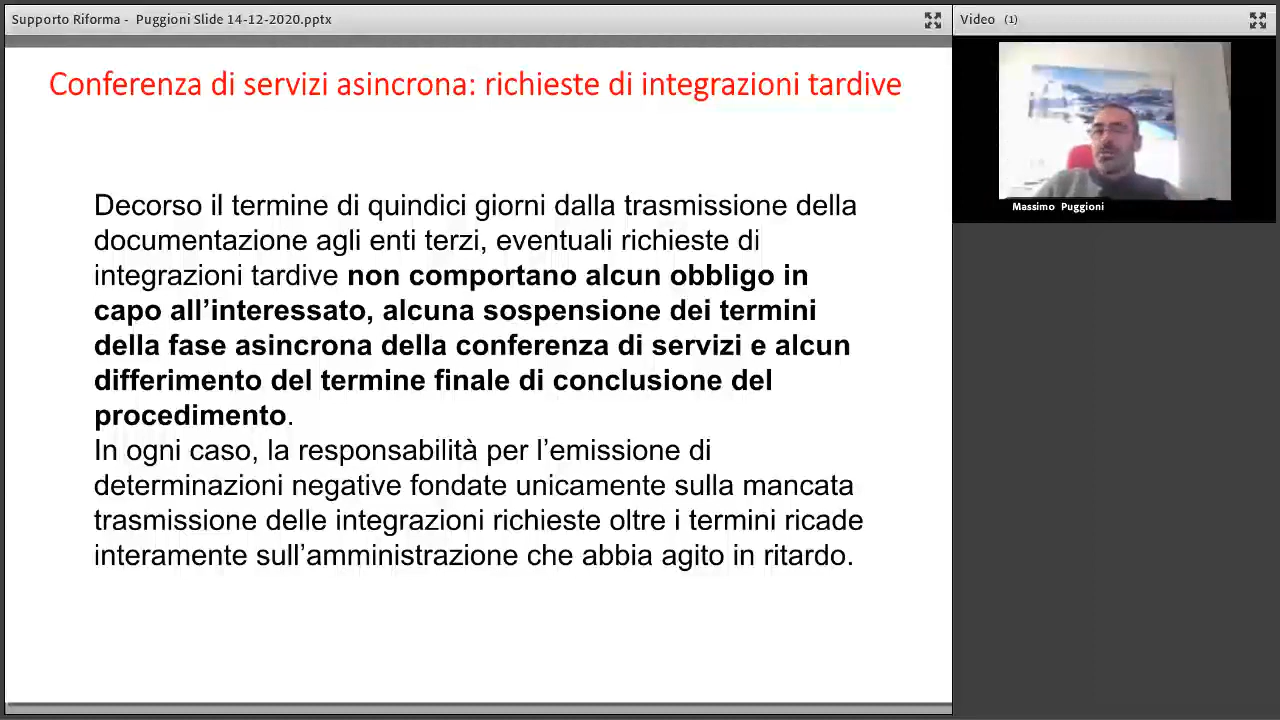 Supporto Riforma - Puggioni Slide 14-12-2020.pptx
Video (1)
Conferenza di servizi asincrona: richieste di integrazioni tardive
Massimo Puggioni
Decorso il termine di quindici giorni dalla trasmissione della
documentazione agli enti terzi, eventuali richieste di
integrazioni tardive non comportano alcun obbligo in
capo all’interessato, alcuna sospensione dei termini
della fase asincrona della conferenza di servizi e alcun
differimento del termine finale di conclusione del
procedimento.
In ogni caso, la responsabilità per l’emissione di
determinazioni negative fondate unicamente sulla mancata
trasmissione delle integrazioni richieste oltre i termini ricade
interamente sull’amministrazione che abbia agito in ritardo.